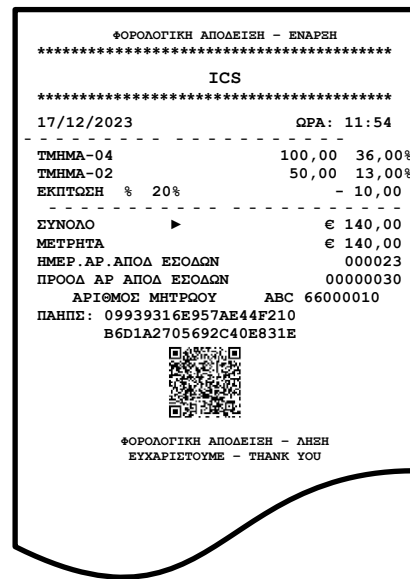 ΦΟΡΟΛΟΓΙΚΗ ΑΠΟΔΕΙΞΗ – ΕΝΑΡΞΗ
******************************************
ICS
******************************************
17/12/2023 ΩΡΑ: 11:54
- - - - - - - - - - - - - - - - - - - -
ΤΜΗΜΑ-04 100,00 36,00%
ΤΜΗΜΑ-02 50,00 13,00%
ΕΚΠΤΩΣΗ % 20% - 10,00
- - - - - - - - - - - - - - - - - - - -
ΣΥΝΟΛΟ ► € 140,00
ΜΕΤΡΗΤΑ € 140,00
ΗΜΕΡ.ΑΡ.ΑΠΟΔ ΕΣΟΔΩΝ 000023
ΠΡΟΟΔ ΑΡ ΑΠΟΔ ΕΣΟΔΩΝ 00000030
ΑΡΙΘΜΟΣ ΜΗΤΡΩΟΥ ABC 66000010
ΠΑΗΠΣ: 09939316E957AE44F210
B6D1A2705692C40E831E
ΦΟΡΟΛΟΓΙΚΗ ΑΠΟΔΕΙΞΗ – ΛΗΞΗ
ΕΥΧΑΡΙΣΤΟΥΜΕ – THANK YOU